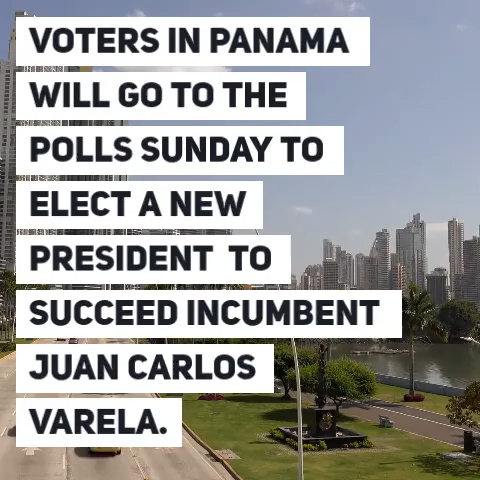 VOTERS IN PANAMA
WILL GO TO THE
POLLS SUNDAY TO
ELECT A NEW
PRESIDENT TO
SUCCEED INCUMBENT
JUAN CARLOS
VARELA.